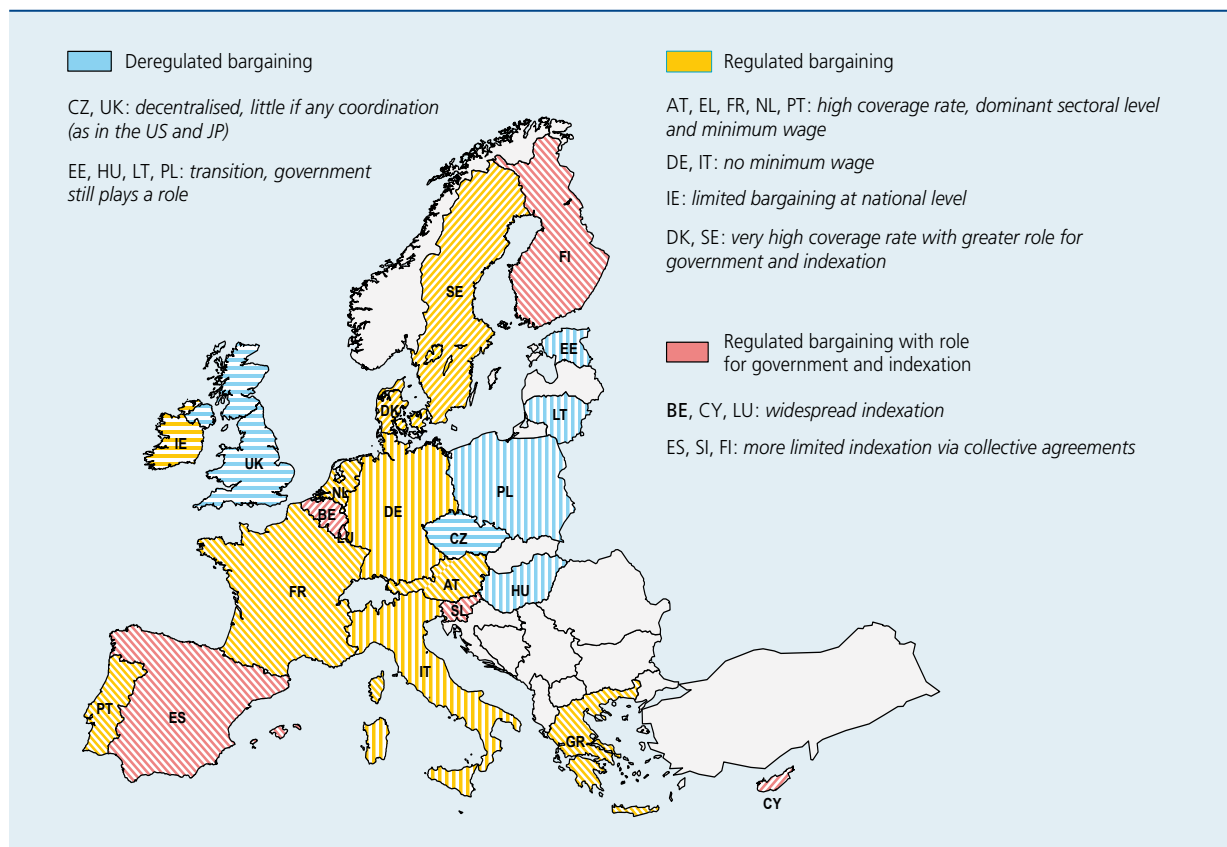 Deregulated bargaining
CZ, UK: decentralised, little if any coordination
(as in the US and JP)
EE, HU, LT, PL: transition, government
still plays a role
Regulated bargaining
AT, EL, FR, NL, PT: high coverage rate, dominant sectoral level
and minimum wage
DE, IT: no minimum wage
IE: limited bargaining at national level
DK, SE: very high coverage rate with greater role for
government and indexation
Regulated bargaining with role
for government and indexation
BE, CY, LU: widespread indexation
ES, SI, FI: more limited indexation via collective agreements
FI
SE
EE
LT
DK
IE
UK
NL
PL
BE
DE
LU
CZ
FR
AT
HU
SL
IT
PT
ES
GR
CY